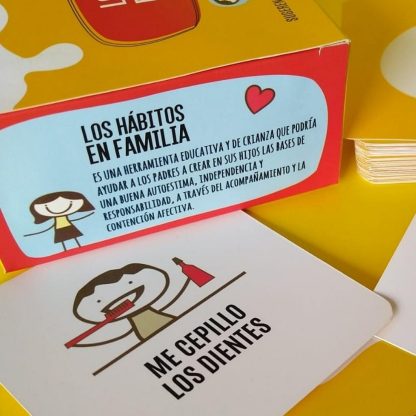 LOS HÁBITOS
EN FAMILIA
ES UNA HERRAMIENTA EDUCATIVA Y DE CRIANZA QUE PODRÍA
AYUDAR A LOS PADRES A CREAR EN SUS HIJOS LAS BASES DE
UNA BUENA AUTOESTIMA, INDEPENDENCIA Y
RESPONSABILIDAD, A TRAVÉS DEL ACOMPAÑAMIENTO Y LA
CONTENCIÓN AFECTIVA.
ME CEPILLO
LOS DIENTES